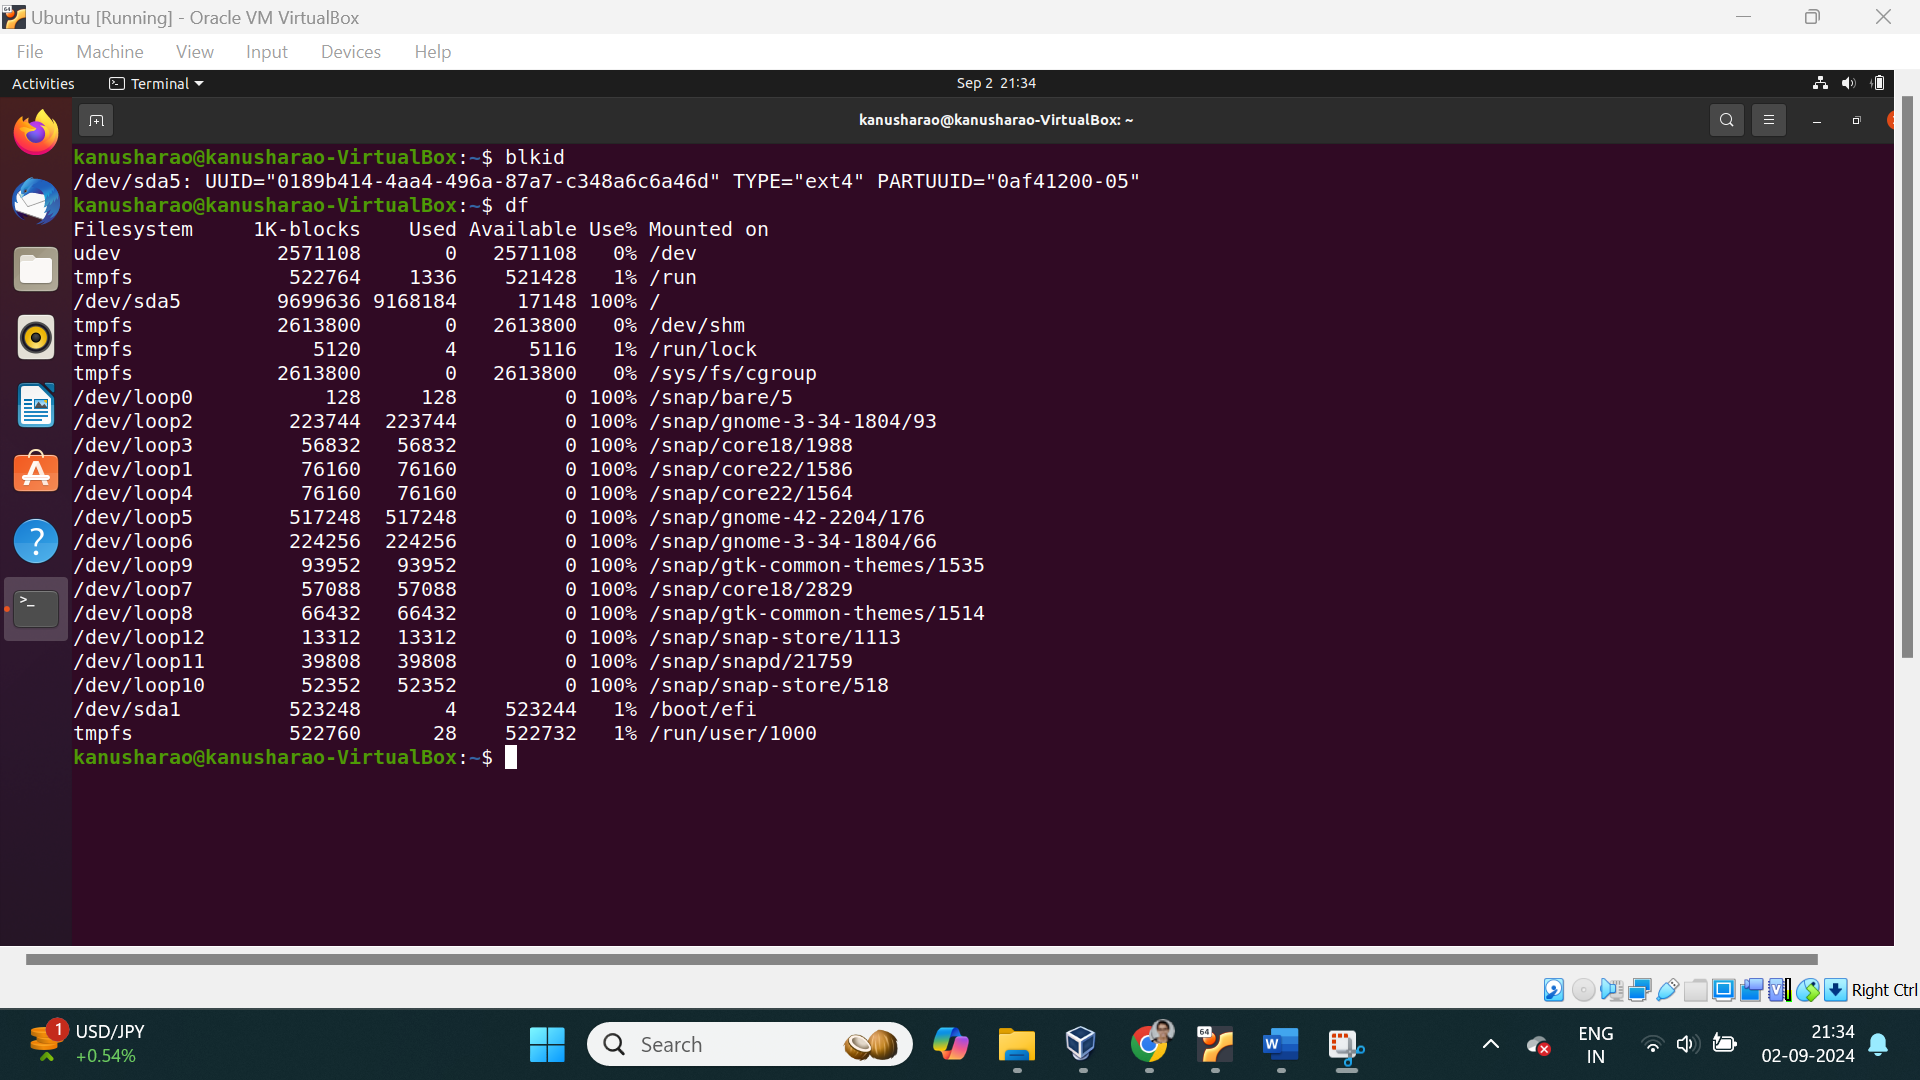 Ubuntu [Running] - Oracle VM VirtualBox
File Machine View Input Devices Help
Activities Terminal Sep 2 21:34
kanusharao@kanusharao-VirtualBox: ~
kanusharao@kanusharao-VirtualBox:~$ blkid
/dev/sda5: UUID="0189b414-4aa4-496a-87a7-c348a6c6a46d" TYPE="ext4" PARTUUID="0af41200-05"
kanusharao@kanusharao-VirtualBox:~$ df
Filesystem     1K-blocks    Used Available Use% Mounted on
udev             2571108       0   2571108   0% /dev
tmpfs             522764    1336    521428   1% /run
/dev/sda5        9699636 9168184     17148 100% /
tmpfs            2613800       0   2613800   0% /dev/shm
tmpfs               5120       4      5116   1% /run/lock
tmpfs            2613800       0   2613800   0% /sys/fs/cgroup
/dev/loop0           128     128         0 100% /snap/bare/5
/dev/loop2        223744  223744         0 100% /snap/gnome-3-34-1804/93
/dev/loop3         56832   56832         0 100% /snap/core18/1988
/dev/loop1         76160   76160         0 100% /snap/core22/1586
/dev/loop4         76160   76160         0 100% /snap/core22/1564
/dev/loop5        517248  517248         0 100% /snap/gnome-42-2204/176
/dev/loop6        224256  224256         0 100% /snap/gnome-3-34-1804/66
/dev/loop9         93952   93952         0 100% /snap/gtk-common-themes/1535
/dev/loop7         57088   57088         0 100% /snap/core18/2829
/dev/loop8         66432   66432         0 100% /snap/gtk-common-themes/1514
/dev/loop12        13312   13312         0 100% /snap/snap-store/1113
/dev/loop11        39808   39808         0 100% /snap/snapd/21759
/dev/loop10        52352   52352         0 100% /snap/snap-store/518
/dev/sda1         523248       4    523244   1% /boot/efi
tmpfs             522760      28    522732   1% /run/user/1000
kanusharao@kanusharao-VirtualBox:~$
Right Ctrl
1 USD/JPY
+0.54%
Search
64
W
ENG
IN
21:34
02-09-2024